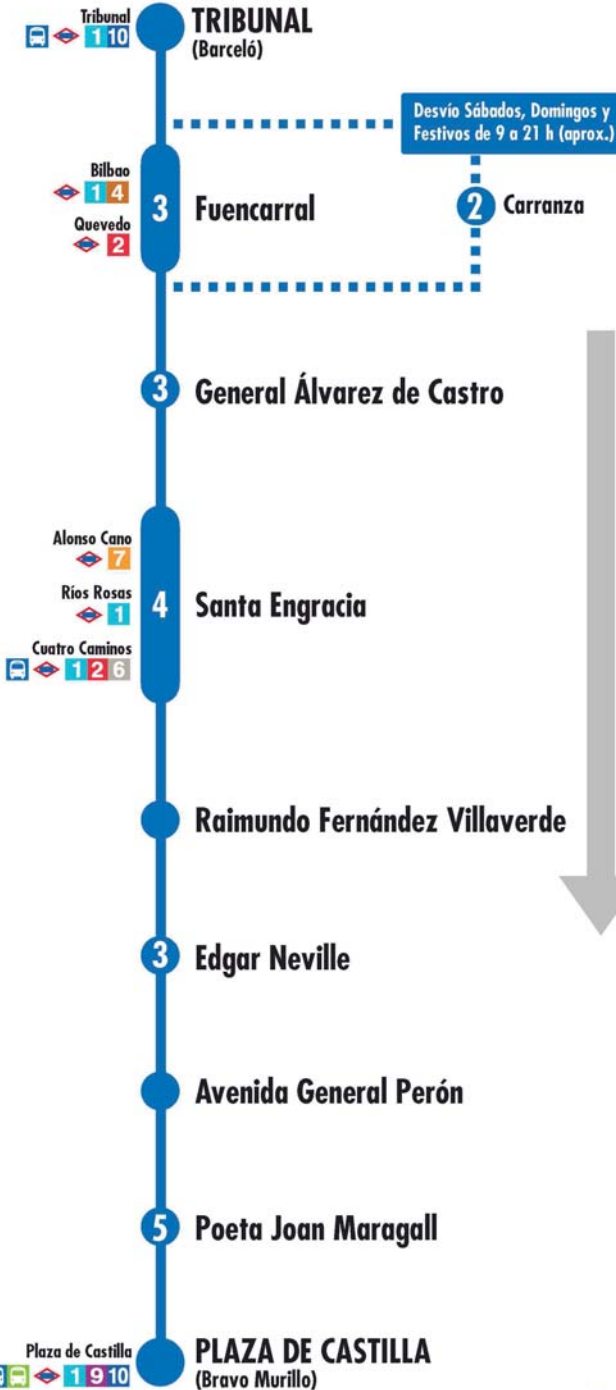 Tribunal
1 10
TRIBUNAL
(Barceló)
Desvío Sábados, Domingos y
Festivos de 9 a 21 h (aprox.)
Bilbao
1 4
Quevedo
2
3
Fuencarral
2
Carranza
3
General Álvarez de Castro
Alonso Cano
7
Ríos Rosas
1
Cuatro Caminos
1 2 6
4
Santa Engracia
Raimundo Fernández Villaverde
3
Edgar Neville
Avenida General Perón
5
Poeta Joan Maragall
Plaza de Castilla
1 9 10
PLAZA DE CASTILLA
(Bravo Murillo)